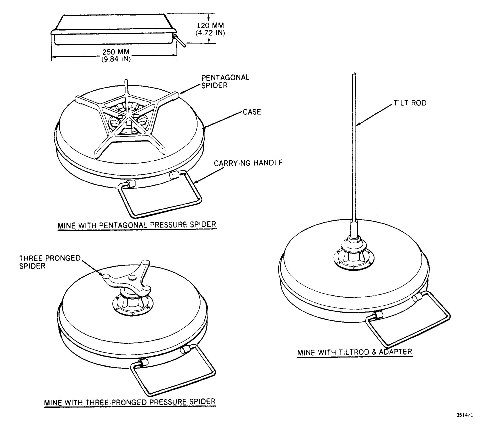 120 MM
(4.72 IN)
250 MM
(9.84 IN)
PENTAGONAL
SPIDER
CASE
CARRYING HANDLE
MINE WITH PENTAGONAL PRESSURE SPIDER
TILT ROD
THREE PRONGED
SPIDER
MINE WITH TILTROD & ADAPTER
MINE WITH THREE-PRONGED PRESSURE SPIDER